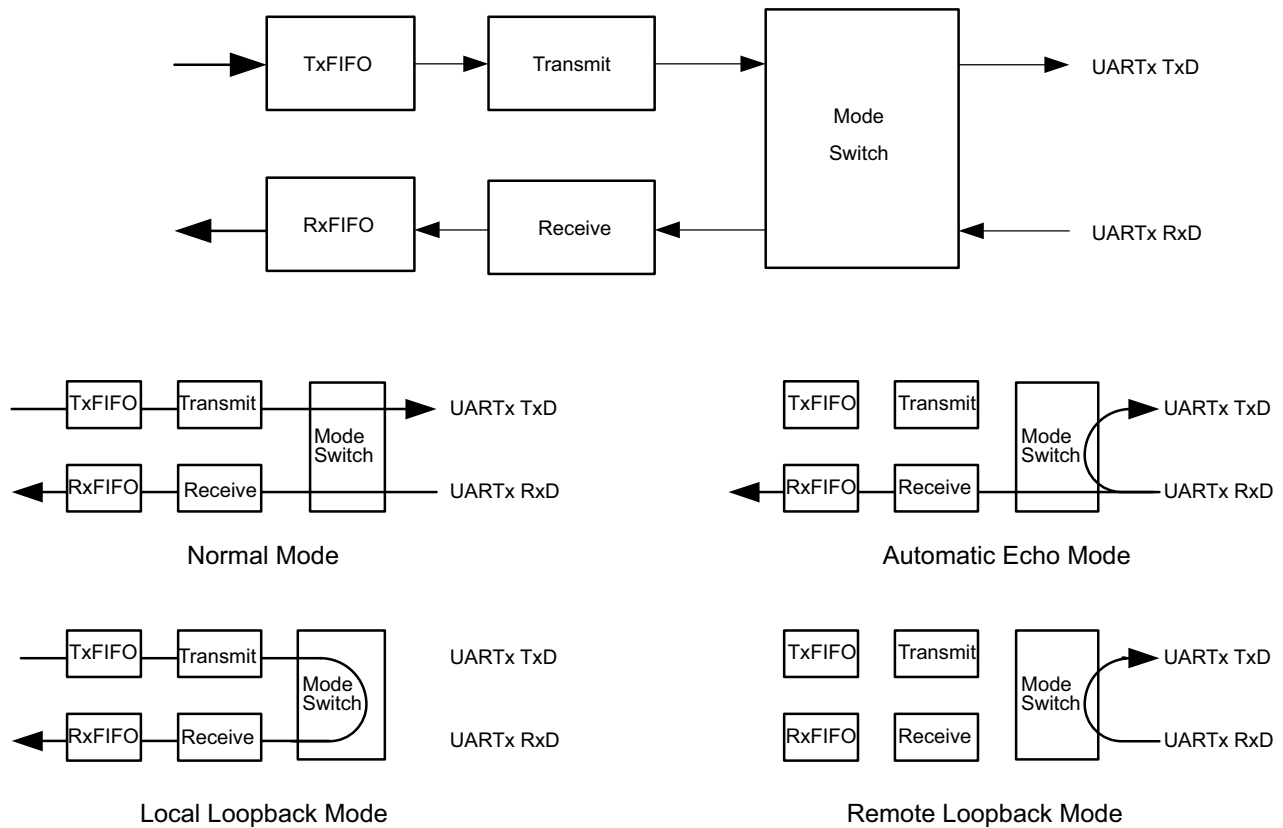 TxFIFO
Transmit
Mode
Switch
UARTx TxD
RxFIFO
Receive
UARTx RxD
TxFIFO
Transmit
Mode
Switch
UARTx TxD
RxFIFO
Receive
UARTx RxD
Normal Mode
TxFIFO
Transmit
Mode
Switch
UARTx TxD
RxFIFO
Receive
UARTx RxD
Automatic Echo Mode
TxFIFO
Transmit
Mode
Switch
UARTx TxD
RxFIFO
Receive
UARTx RxD
Local Loopback Mode
TxFIFO
Transmit
Mode
Switch
UARTx TxD
RxFIFO
Receive
UARTx RxD
Remote Loopback Mode